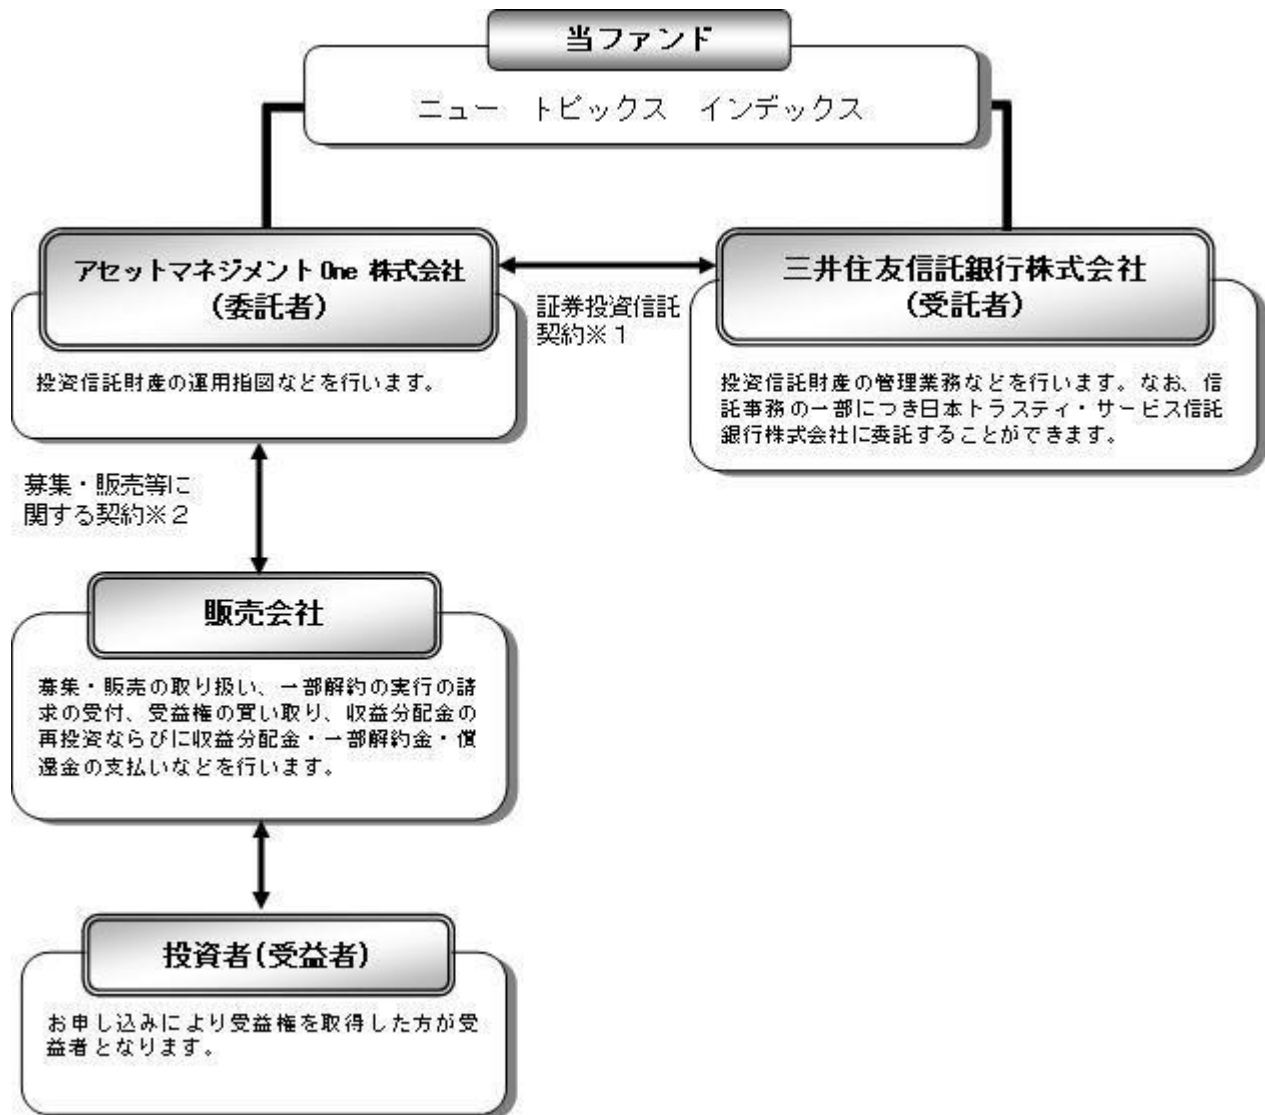 当ファンド
ニュー　トピックス　インデックス
アセットマネジメントOne 株式会社
(委託者)
証券投資信託
契約※１
三井住友信託銀行株式会社
(受託者)
投資信託財産の運用指図などを行います。
投資信託財産の管理業務などを行います。なお、信
託事務の一部につき日本トラスティ・サービス信託
銀行株式会社に委託することができます。
募集・販売等に
関する契約※２
販売会社
募集・販売の取り扱い、一部解約の実行の請
求の受付、受益権の買い取り、収益分配金の
再投資ならびに収益分配金・一部解約金・償
還金の支払いなどを行います。
投資者(受益者)
お申し込みにより受益権を取得した方が受
益者となります。